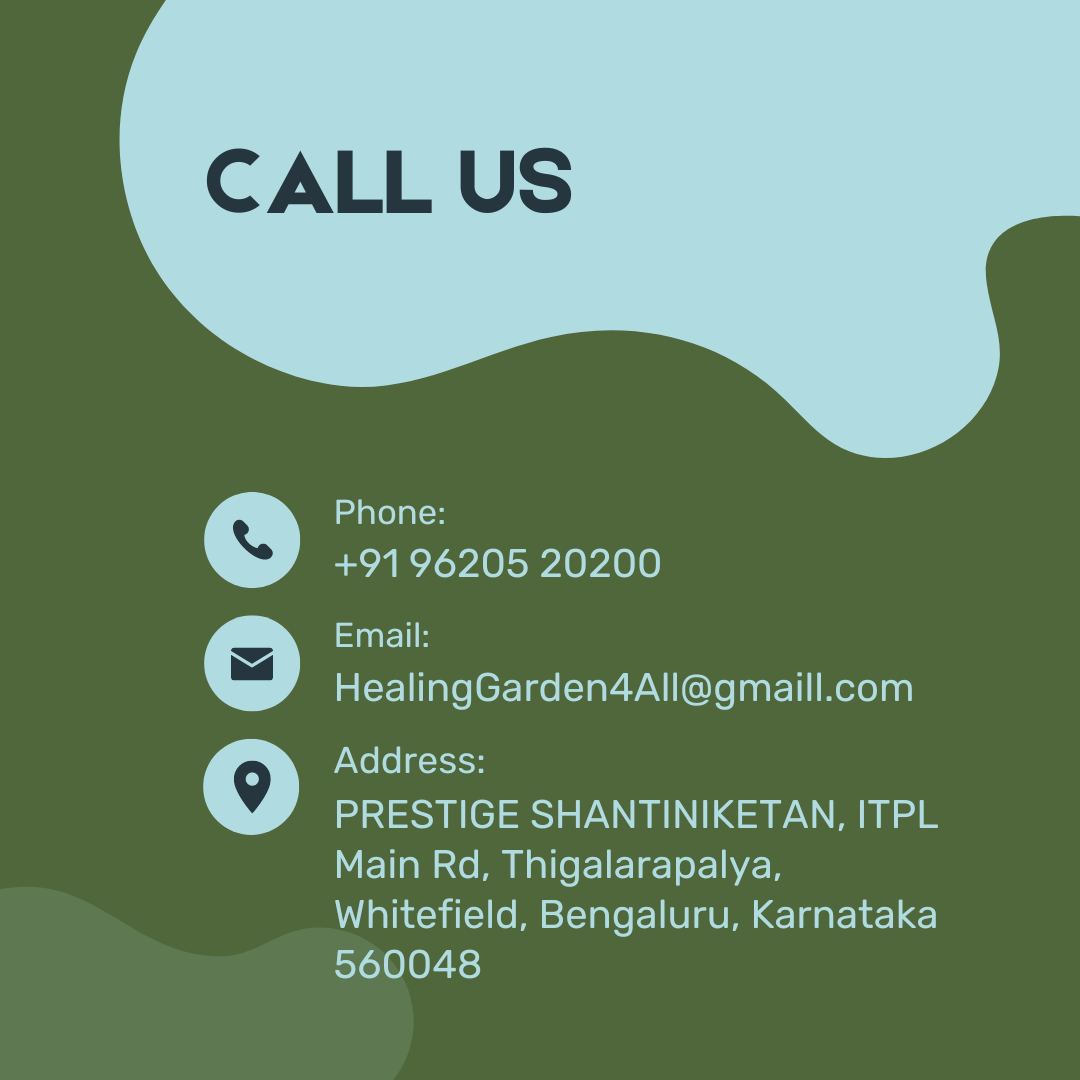 CALL US
Phone:
+91 96205 20200
Email:
HealingGarden4All@gmaill.com
Address:
PRESTIGE SHANTINIKETAN, ITPL
Main Rd, Thigalarapalya,
Whitefield, Bengaluru, Karnataka
560048